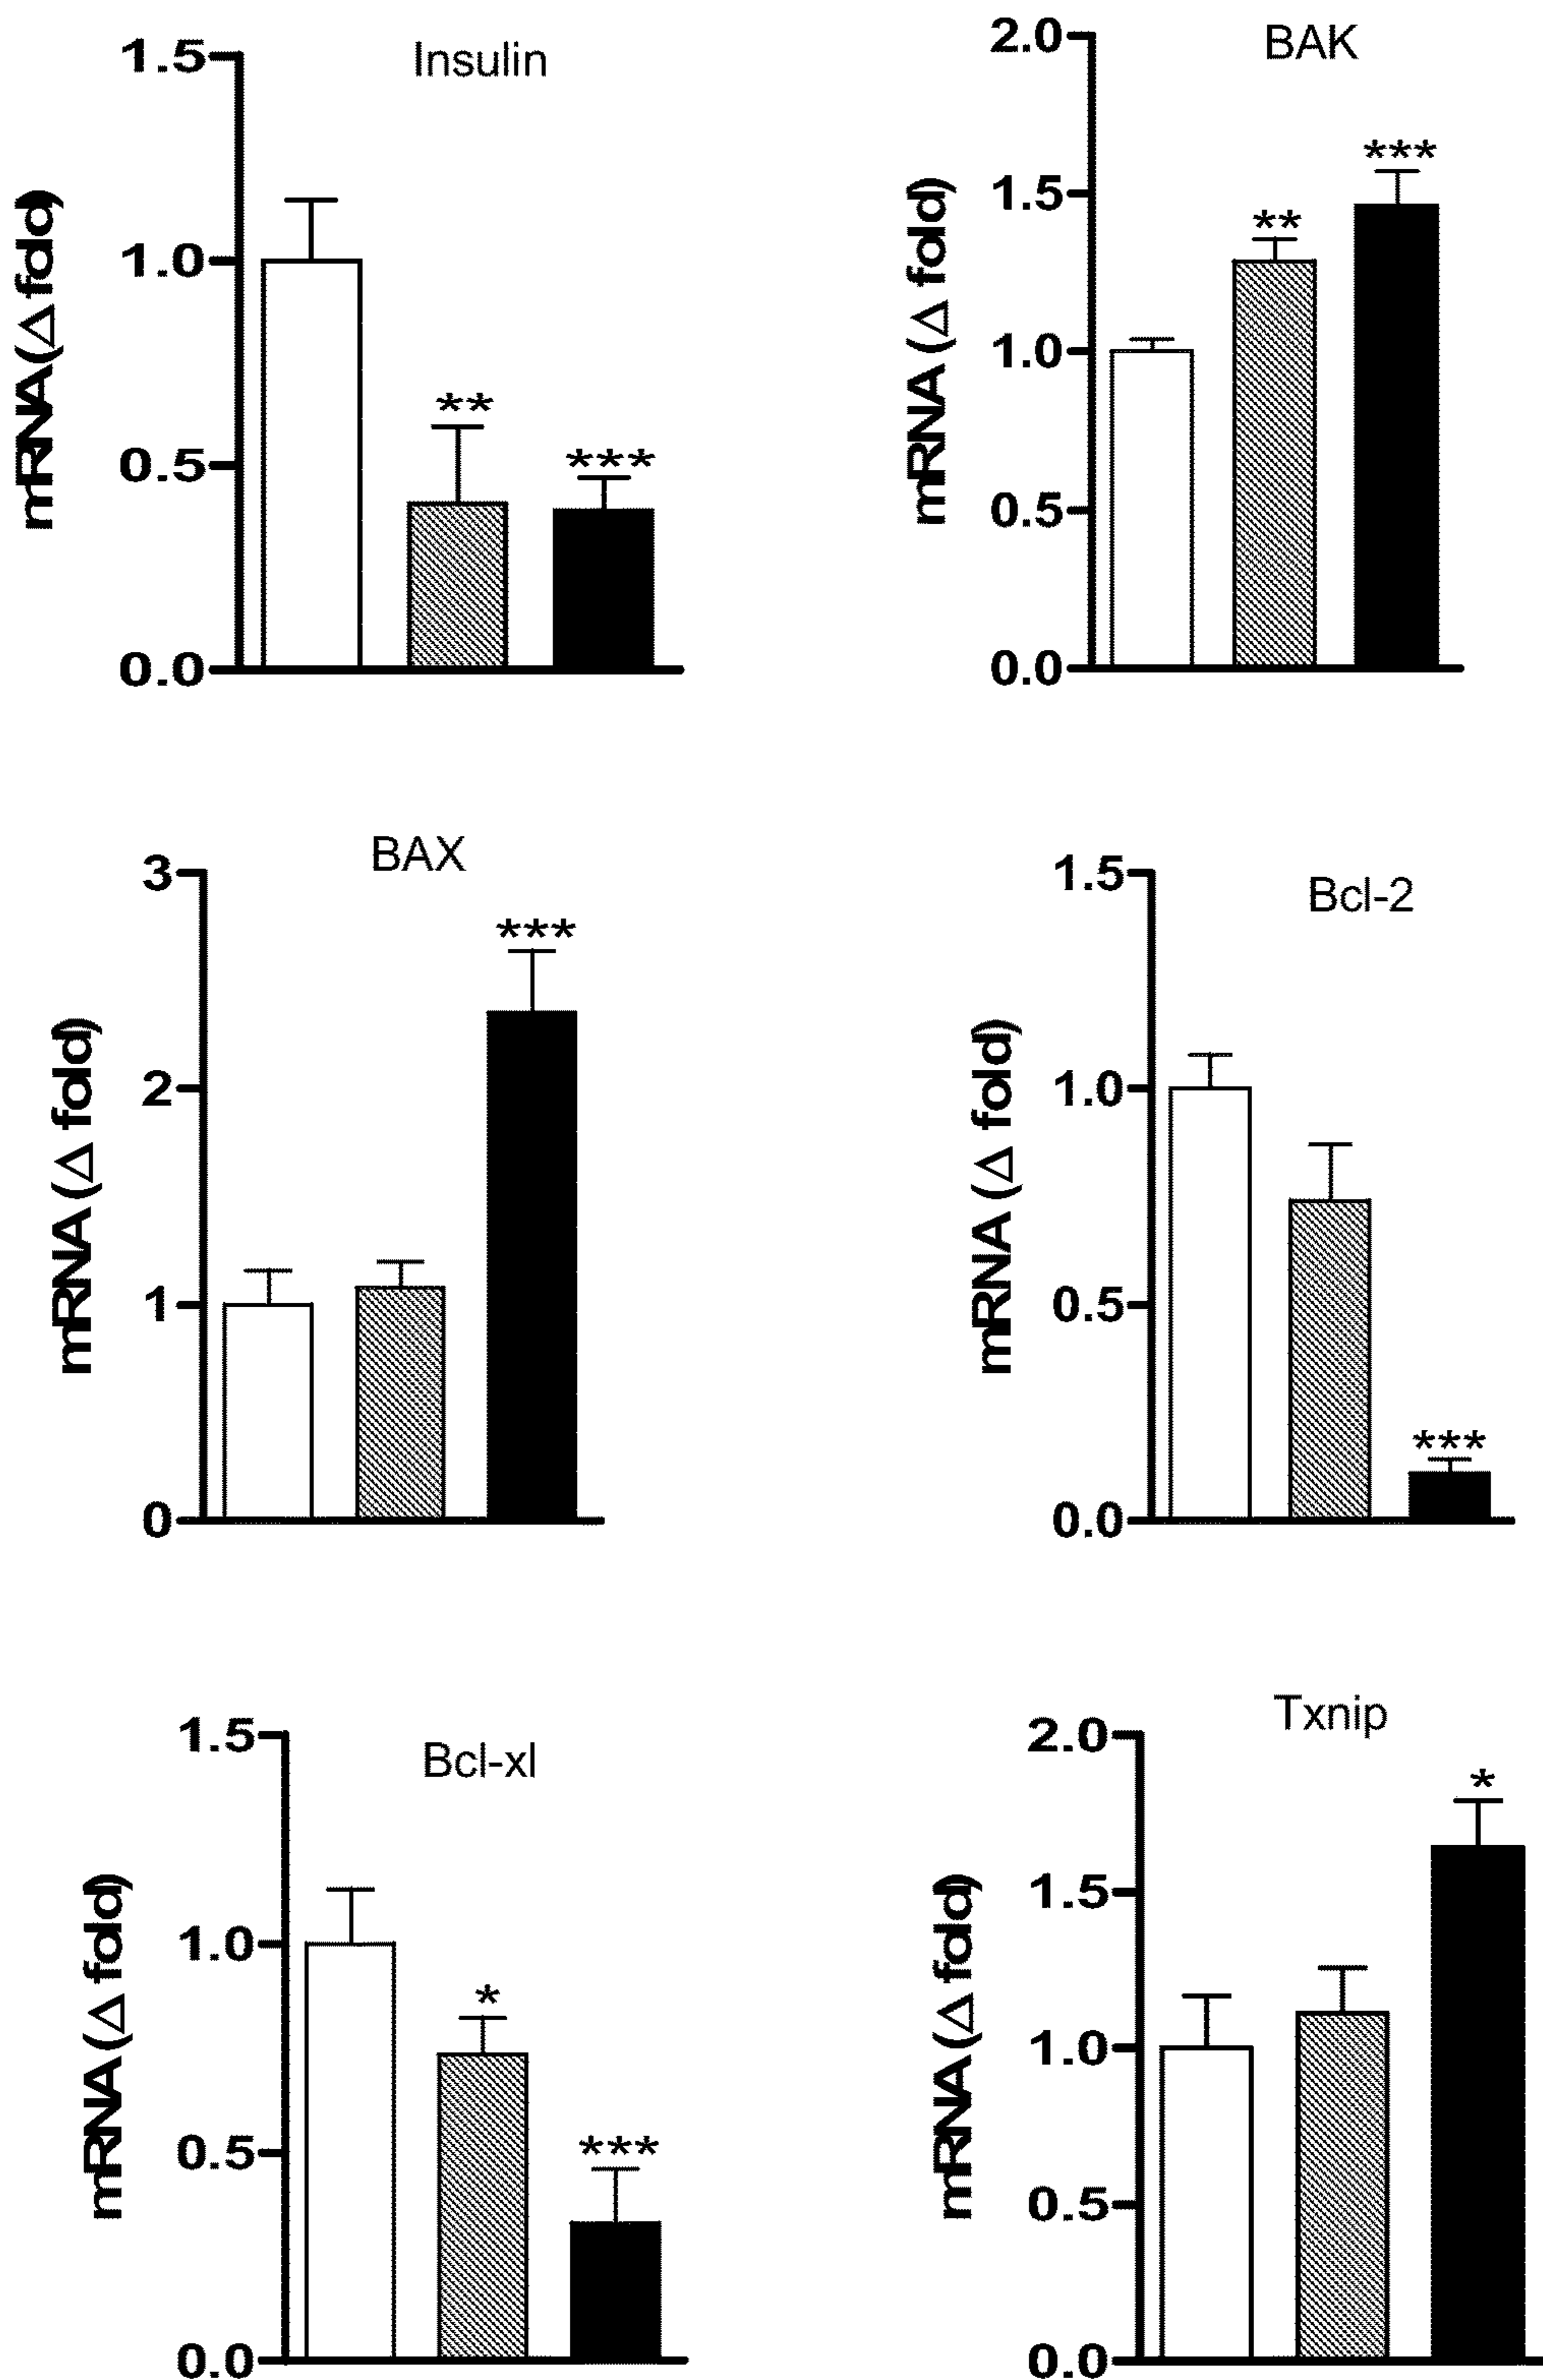 Insulin
mRNA (Δ fold)
1.5
1.0
0.5
0.0
**
***
BAK
mRNA (Δ fold)
2.0
1.5
1.0
0.5
0.0
**
***
BAX
mRNA (Δ fold)
3
2
1
0
***
Bcl-2
mRNA (Δ fold)
1.5
1.0
0.5
0.0
***
Bcl-xl
mRNA (Δ fold)
1.5
1.0
0.5
0.0
*
***
Txnip
mRNA (Δ fold)
2.0
1.5
1.0
0.5
0.0
*